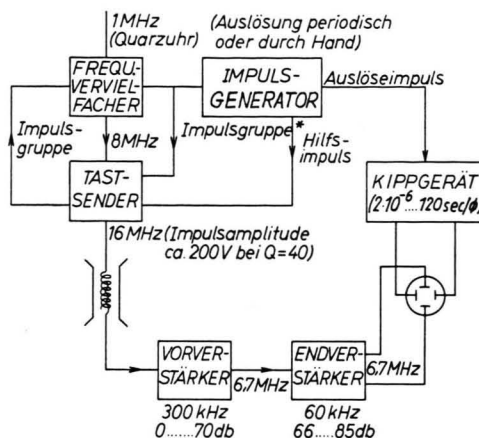 1MHz
(Quarzuhr)
(Auslösung periodisch
oder durch Hand)
FREQU.-
VERVIEL-
FACHER
IMPULS-
GENERATOR
Auslöseimpuls
Impuls-
gruppe
8MHz
Impulsgruppe*
Hilfs-
impuls
TAST-
SENDER
KIPPGERÄT
(2·10⁻⁶....120sec/ϕ)
16MHz (Impulsamplitude
ca. 200V bei Q=40)
VORVER-
STÄRKER
6,7MHz
ENDVER-
STÄRKER
6,7MHz
300 kHz
0......70db
60 kHz
66....85db